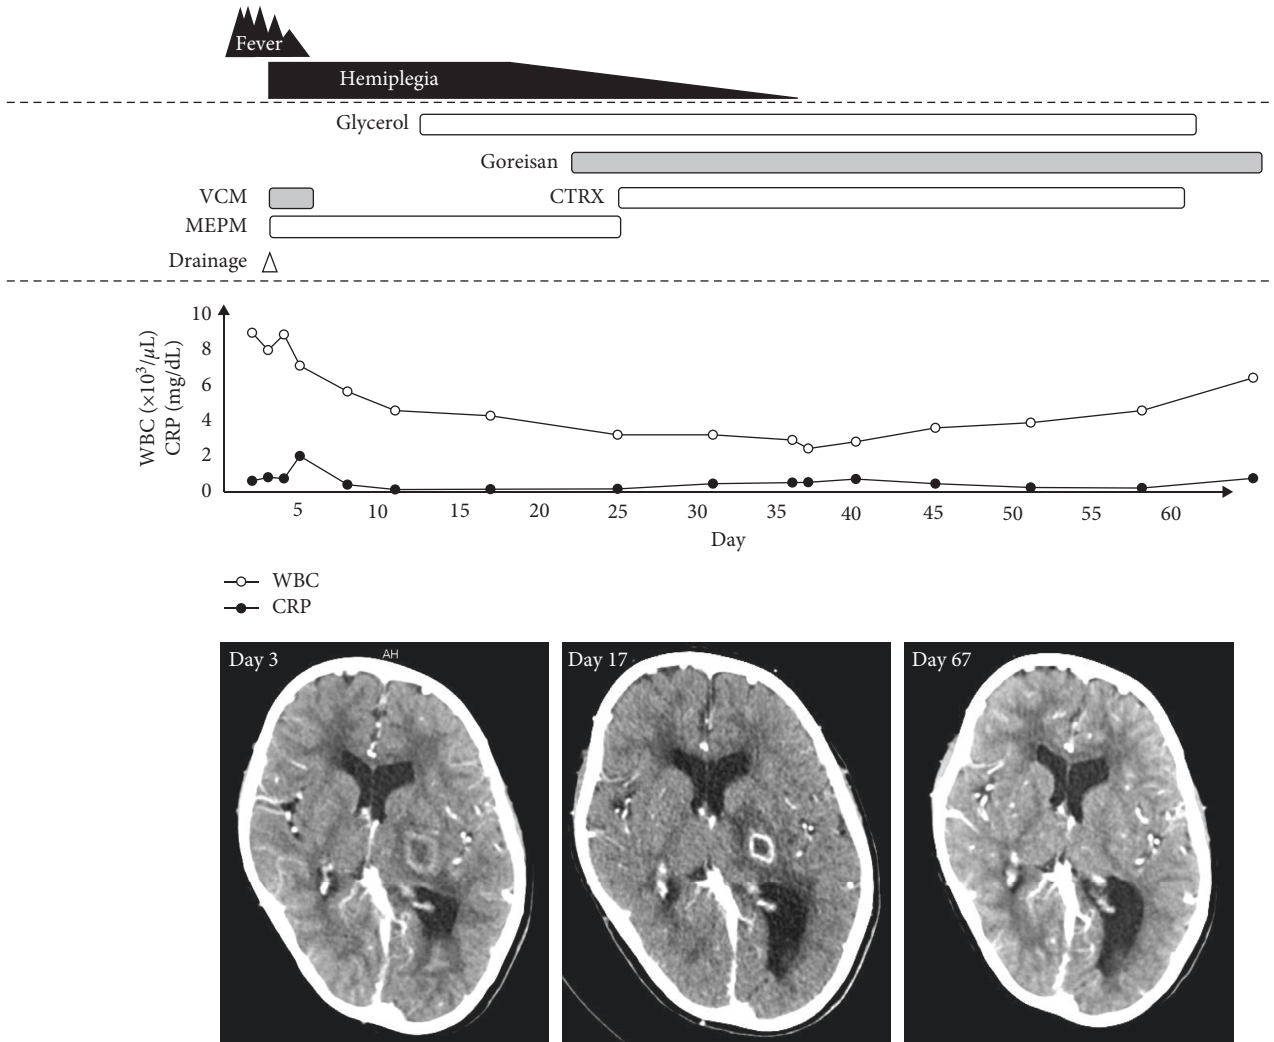 Fever
Hemiplegia
Glycerol
Goreisan
VCM
CTRX
MEPM
Drainage
WBC (×10³/μL)
CRP (mg/dL)
10
8
6
4
2
0
5 10 15 20 25 30 35 40 45 50 55 60
Day
WBC
CRP
Day 3
AH
Day 17
Day 67